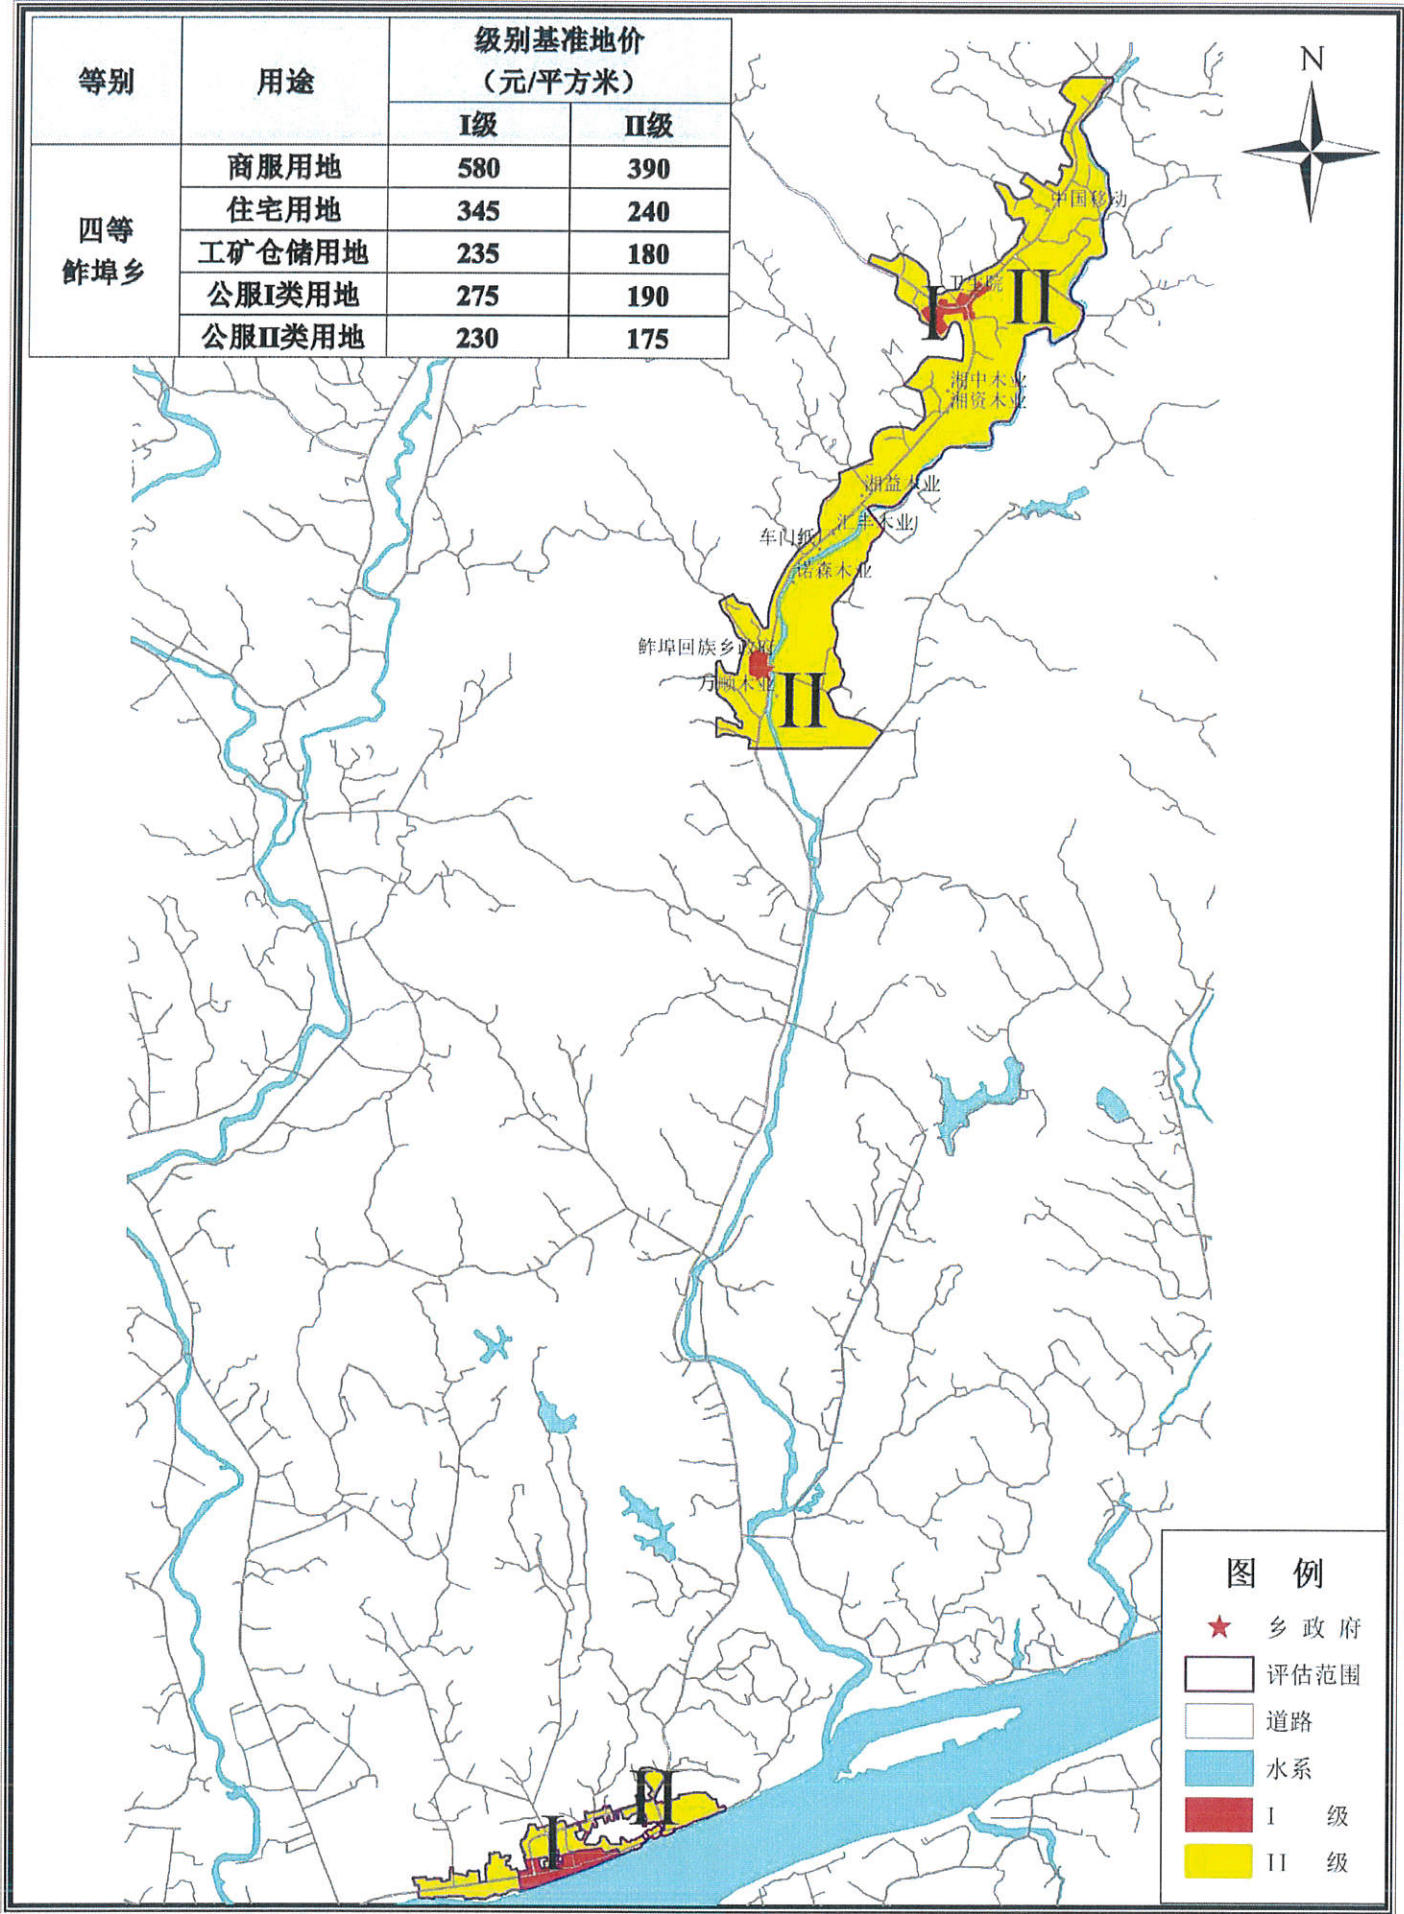 等别 用途 级别基准地价
（元/平方米）
I级 II级
四等
鲊埠乡
商服用地 580 390
住宅用地 345 240
工矿仓储用地 235 180
公服I类用地 275 190
公服II类用地 230 175
N
中国移动
卫生院
I
II
湘中木业
湘资木业
湘益木业
汇丰木业
车门纸厂
诺森木业
鲊埠回族乡政府
万顺木业
II
II
I
图 例
乡 政 府
评估范围
道路
水系
I 级
II 级